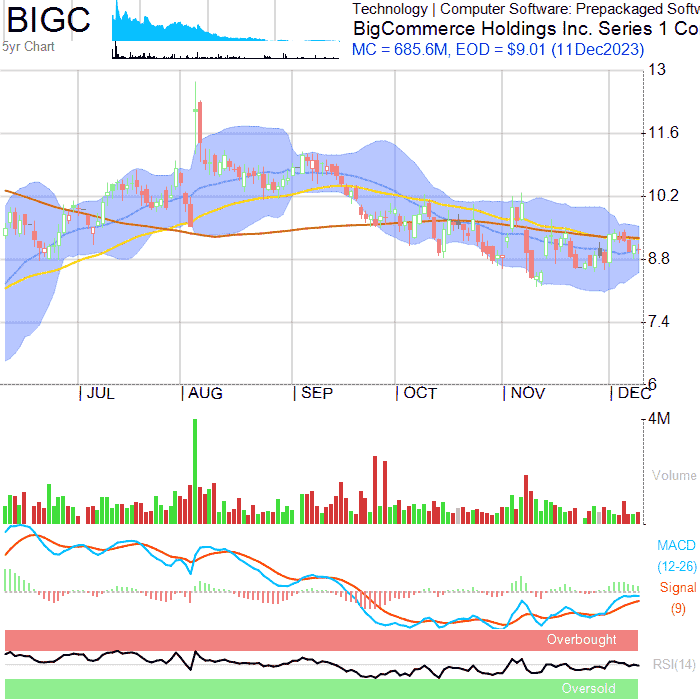 BIGC
5yr Chart
Technology | Computer Software: Prepackaged Softw
BigCommerce Holdings Inc. Series 1 Co
MC = 685.6M, EOD = $9.01 (11Dec2023)
13
11.6
10.2
8.8
7.4
6
JUL AUG SEP OCT NOV DEC
4M
Volume
MACD
(12-26)
Signal
(9)
Overbought
RSI(14)
Oversold